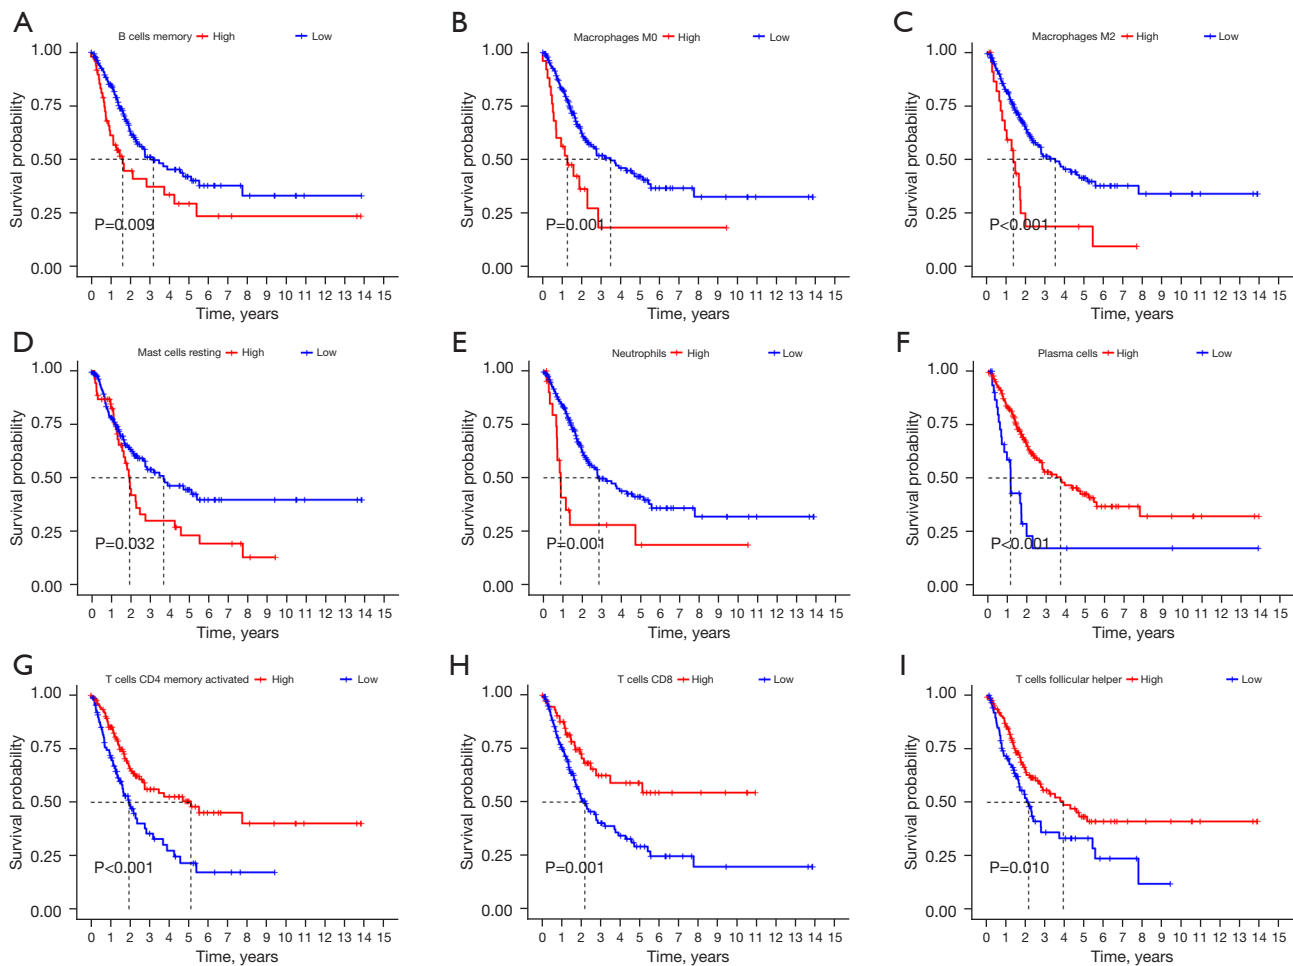 A
B cells memory High Low
1.00
0.75
0.50
0.25
0.00
Survival probability
P=0.009
0 1 2 3 4 5 6 7 8 9 10 11 12 13 14 15
Time, years
B
Macrophages M0 High Low
1.00
0.75
0.50
0.25
0.00
Survival probability
P=0.001
0 1 2 3 4 5 6 7 8 9 10 11 12 13 14 15
Time, years
C
Macrophages M2 High Low
1.00
0.75
0.50
0.25
0.00
Survival probability
P<0.001
0 1 2 3 4 5 6 7 8 9 10 11 12 13 14 15
Time, years
D
Mast cells resting High Low
1.00
0.75
0.50
0.25
0.00
Survival probability
P=0.032
0 1 2 3 4 5 6 7 8 9 10 11 12 13 14 15
Time, years
E
Neutrophils High Low
1.00
0.75
0.50
0.25
0.00
Survival probability
P=0.001
0 1 2 3 4 5 6 7 8 9 10 11 12 13 14 15
Time, years
F
Plasma cells High Low
1.00
0.75
0.50
0.25
0.00
Survival probability
P<0.001
0 1 2 3 4 5 6 7 8 9 10 11 12 13 14 15
Time, years
G
T cells CD4 memory activated High Low
1.00
0.75
0.50
0.25
0.00
Survival probability
P<0.001
0 1 2 3 4 5 6 7 8 9 10 11 12 13 14 15
Time, years
H
T cells CD8 High Low
1.00
0.75
0.50
0.25
0.00
Survival probability
P=0.001
0 1 2 3 4 5 6 7 8 9 10 11 12 13 14 15
Time, years
I
T cells follicular helper High Low
1.00
0.75
0.50
0.25
0.00
Survival probability
P=0.010
0 1 2 3 4 5 6 7 8 9 10 11 12 13 14 15
Time, years